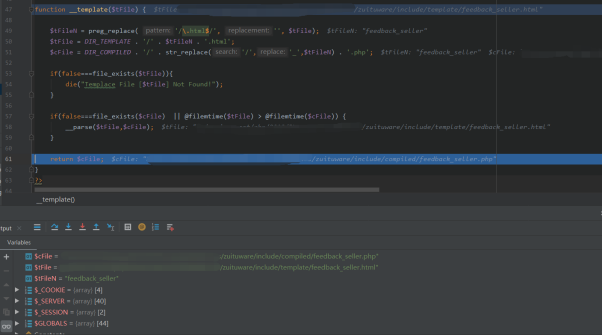 47 function __template($tFile) { $tFile /zuituware/include/template/feedback_seller.html"
48
49 $tFileN = preg_replace( pattern: '/\.html$/', replacement: '', $tFile); $tFileN: "feedback_seller"
50 $tFile = DIR_TEMPLATE . '/' . $tFileN . '.html';
51 $cFile = DIR_COMPILED . '/' . str_replace( search: '/', replace: '_',$tFileN) . '.php'; $tFileN: "feedback_seller" $cFile:
52
53 if(false===file_exists($tFile)){
54 die("Templace File [$tFile] Not Found!");
55 }
56
57 if(false===file_exists($cFile) || @filemtime($tFile) > @filemtime($cFile)) {
58 __parse($tFile,$cFile); $tFile: " /zuituware/include/template/feedback_seller.html"
59 }
60
61 return $cFile; $cFile: " /zuituware/include/compiled/feedback_seller.php"
62 }
63 ?>
64
__template()
tput
Variables
$cFile = /zuituware/include/compiled/feedback_seller.php"
$tFile = /zuituware/include/template/feedback_seller.html"
$tFileN = "feedback_seller"
$_COOKIE = {array} [4]
$_SERVER = {array} [40]
$_SESSION = {array} [2]
$GLOBALS = {array} [44]